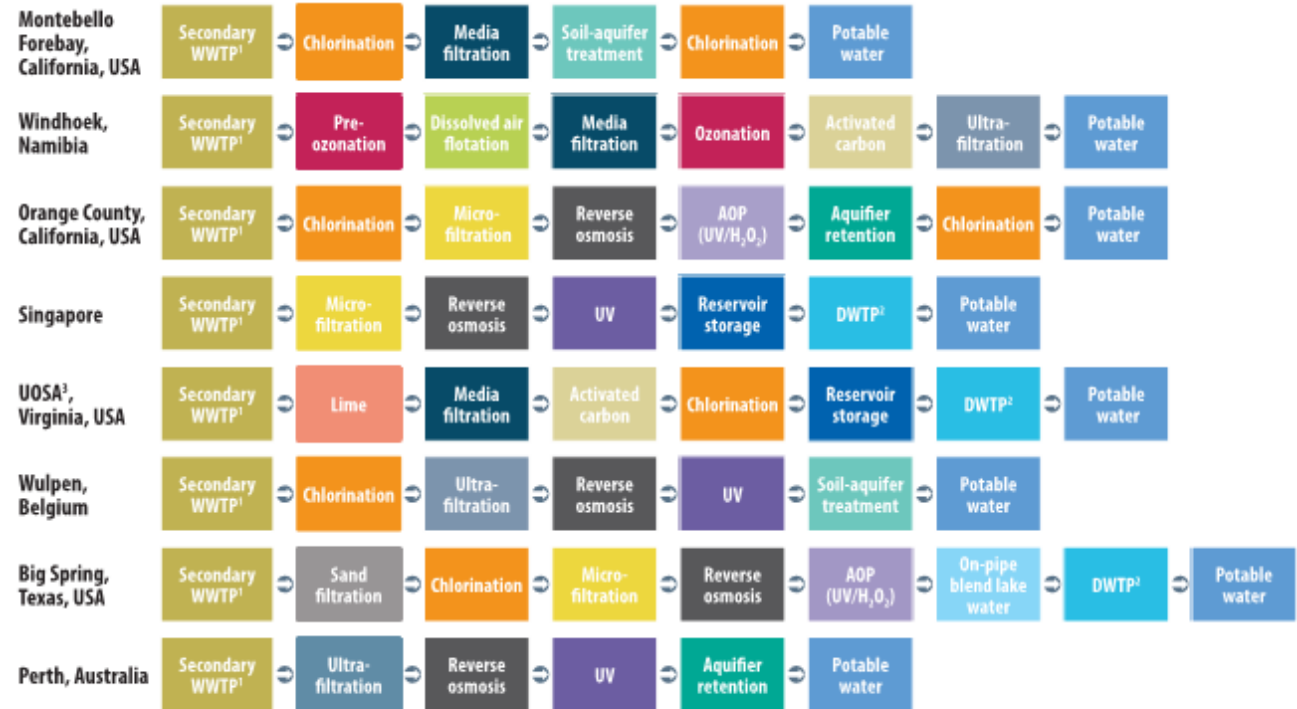 Montebello
Forebay,
California, USA
Secondary
WWTP¹
Chlorination
Media
filtration
Soil-aquifer
treatment
Chlorination
Potable
water
Windhoek,
Namibia
Secondary
WWTP¹
Pre-
ozonation
Dissolved air
flotation
Media
filtration
Ozonation
Activated
carbon
Ultra-
filtration
Potable
water
Orange County,
California, USA
Secondary
WWTP¹
Chlorination
Micro-
filtration
Reverse
osmosis
AOP
(UV/H₂O₂)
Aquifier
retention
Chlorination
Potable
water
Singapore
Secondary
WWTP¹
Micro-
filtration
Reverse
osmosis
UV
Reservoir
storage
DWTP²
Potable
water
UOSA³,
Virginia, USA
Secondary
WWTP¹
Lime
Media
filtration
Activated
carbon
Chlorination
Reservoir
storage
DWTP²
Potable
water
Wulpen,
Belgium
Secondary
WWTP¹
Chlorination
Ultra-
filtration
Reverse
osmosis
UV
Soil-aquifer
treatment
Potable
water
Big Spring,
Texas, USA
Secondary
WWTP¹
Sand
filtration
Chlorination
Micro-
filtration
Reverse
osmosis
AOP
(UV/H₂O₂)
On-pipe
blend lake
water
DWTP²
Potable
water
Perth, Australia
Secondary
WWTP¹
Ultra-
filtration
Reverse
osmosis
UV
Aquifier
retention
Potable
water